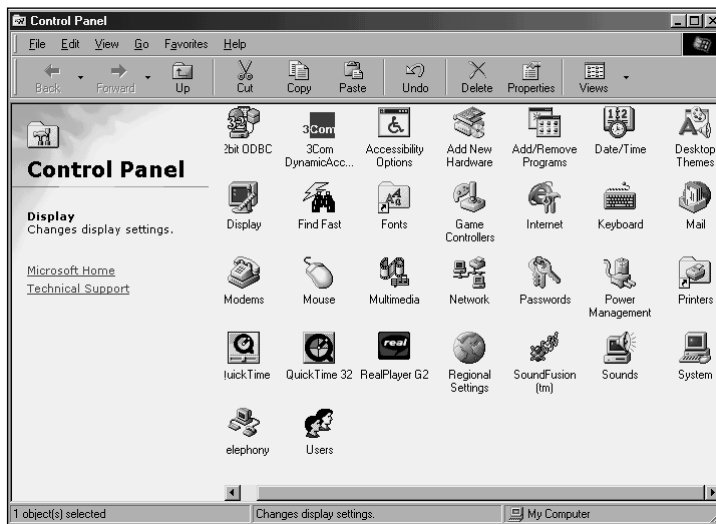 Control Panel
File Edit View Go Favorites Help
Back Forward Up Cut Copy Paste Undo Delete Properties Views
Control Panel
Display
Changes display settings.
Microsoft Home
Technical Support
2bit ODBC
3Com
3Com DynamicAcc...
Accessibility Options
Add New Hardware
Add/Remove Programs
Date/Time
Desktop Themes
Display
Find Fast
Fonts
Game Controllers
Internet
Keyboard
Mail
Modems
Mouse
Multimedia
Network
Passwords
Power Management
Printers
uickTime
QuickTime 32
real
RealPlayer G2
Regional Settings
SoundFusion (tm)
Sounds
System
elephony
Users
1 object(s) selected
Changes display settings.
My Computer